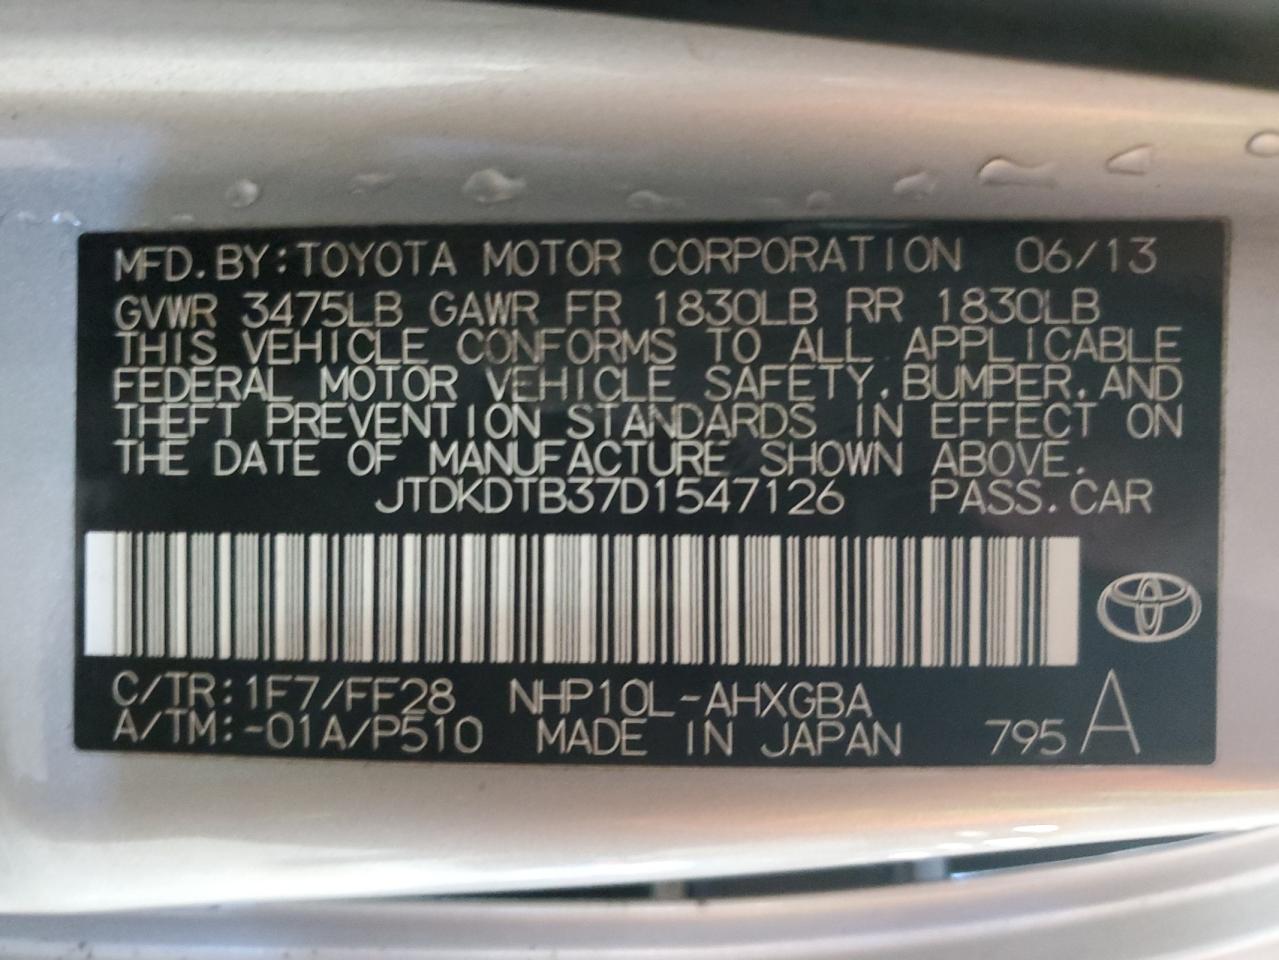 MFD. BY: TOYOTA MOTOR CORPORATION 06/13
GVWR 3475LB GAWR FR 1830LB RR 1830LB
THIS VEHICLE CONFORMS TO ALL APPLICABLE
FEDERAL MOTOR VEHICLE SAFETY, BUMPER, AND
THEFT PREVENTION STANDARDS IN EFFECT ON
THE DATE OF MANUFACTURE SHOWN ABOVE.
JTDKDTB37D1547126 PASS. CAR
C/TR: 1F7/FF28 NHP10L-AHXGBA
A/TM: -01A/P510 MADE IN JAPAN 795 A